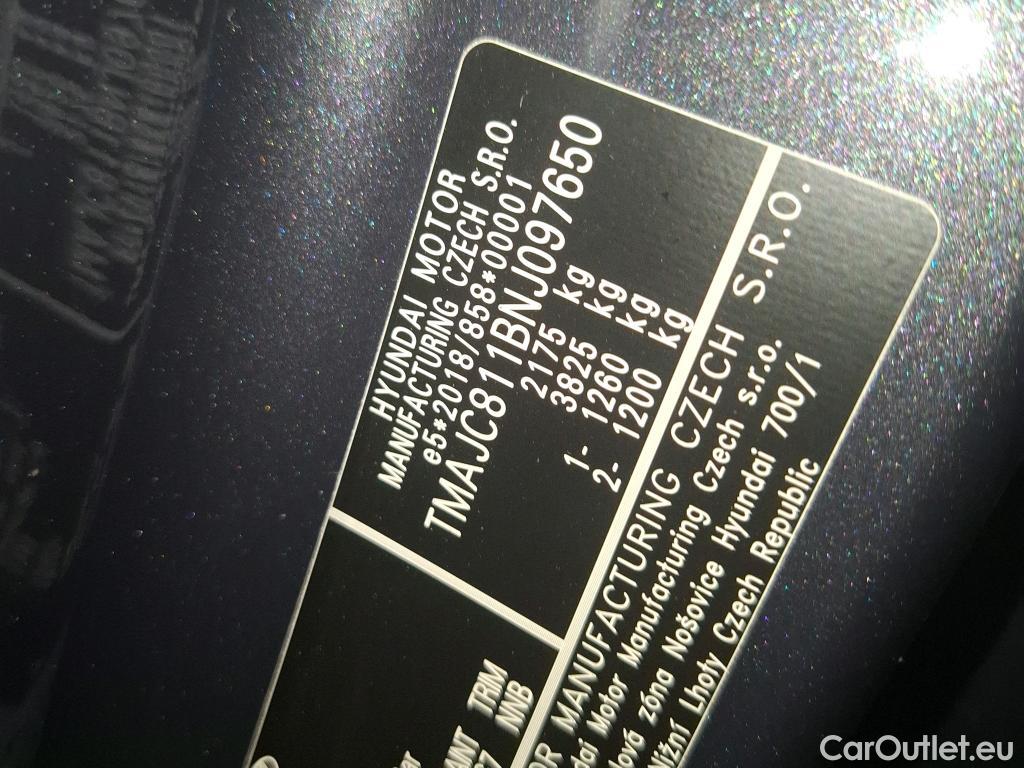 HYUNDAI MOTOR
MANUFACTURING CZECH S.R.O.
e5*2018/858*00001
TMAJC811BNJ097650
2175 kg
3825 kg
1- 1260 kg
2- 1200 kg
TRIM
NNB
MANUFACTURING CZECH S.R.O.
Motor Manufacturing Czech s.r.o.
zóna Nošovice Hyundai 700/1
Nižní Lhoty Czech Republic
CarOutlet.eu